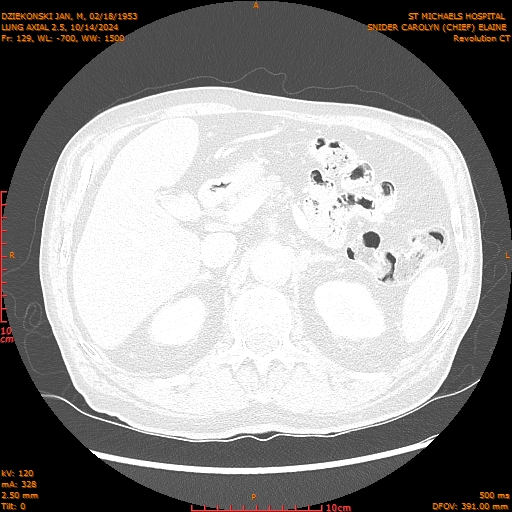 A
DZIEKONSKI JAN, M, 02/18/1953
LUNG AXIAL 2.5, 10/14/2024
Fr: 129, WL: -700, WW: 1500
ST MICHAELS HOSPITAL
SNIDER CAROLYN (CHIEF) ELAINE
Revolution CT
R
L
10
cm
kV: 120
mA: 328
2.50 mm
Tilt: 0
P
10cm
500 ms
DFOV: 391.00 mm